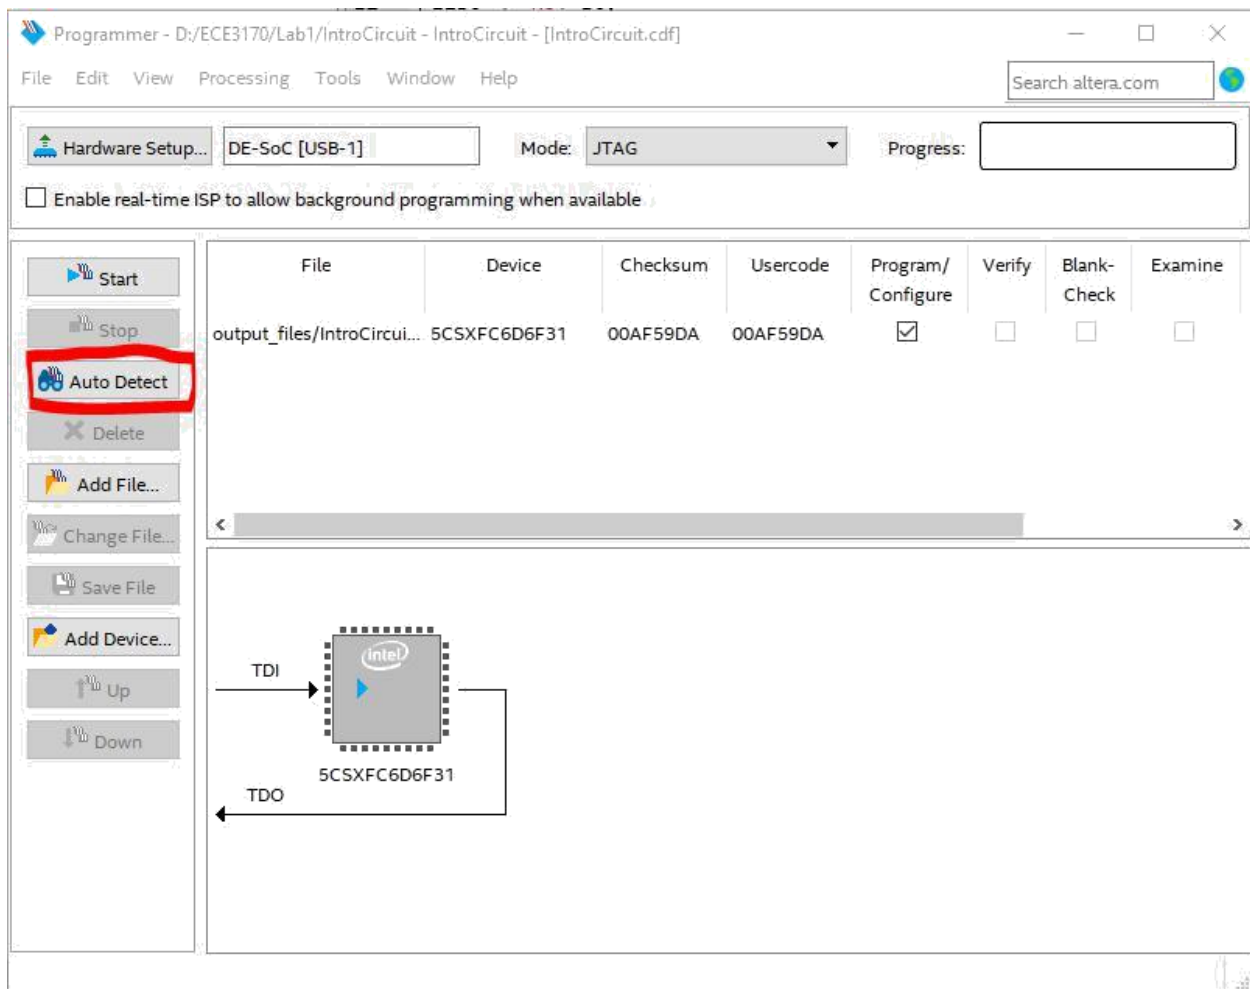 Programmer - D:/ECE3170/Lab1/IntroCircuit - IntroCircuit - [IntroCircuit.cdf]
File Edit View Processing Tools Window Help
Search altera.com
Hardware Setup... DE-SoC [USB-1] Mode: JTAG Progress:
Enable real-time ISP to allow background programming when available
Start
Stop
Auto Detect
Delete
Add File...
Change File...
Save File
Add Device...
Up
Down
File Device Checksum Usercode Program/ Verify Blank- Examine
Configure Check
output_files/IntroCircui... 5CSXFC6D6F31 00AF59DA 00AF59DA
intel
TDI
5CSXFC6D6F31
TDO